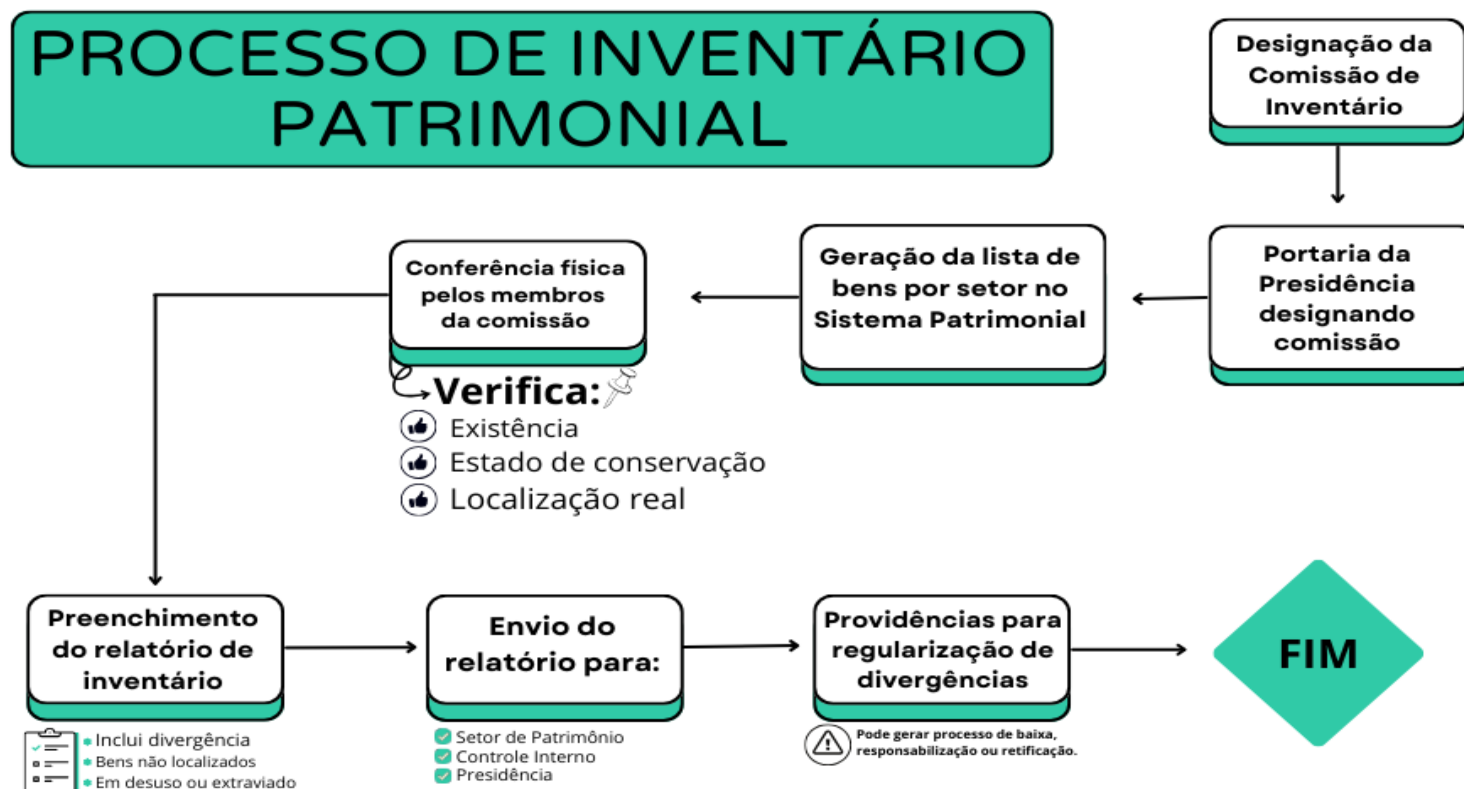 PROCESSO DE INVENTÁRIO
PATRIMONIAL
Designação da
Comissão de
Inventário
Portaria da
Presidência
designando
comissão
Geração da lista de
bens por setor no
Sistema Patrimonial
Conferência física
pelos membros
da comissão
Verifica:
Existência
Estado de conservação
Localização real
Preenchimento
do relatório de
inventário
Inclui divergência
Bens não localizados
Em desuso ou extraviado
Envio do
relatório para:
Setor de Patrimônio
Controle Interno
Presidência
Providências para
regularização de
divergências
Pode gerar processo de baixa,
responsabilização ou retificação.
FIM